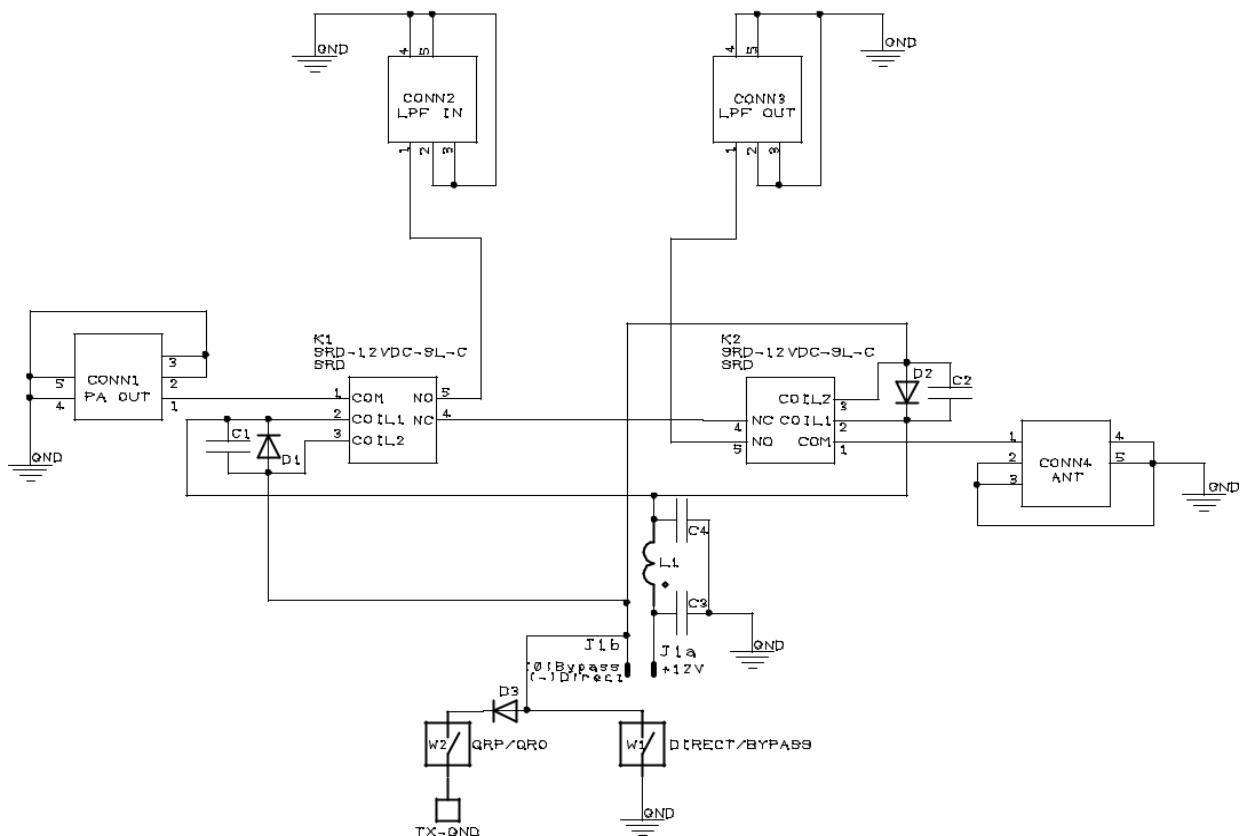 GND
4 5
CONN2
LPF IN
1 2 3
4 5
GND
CONN3
LPF OUT
1 2 3
CONN1
PA OUT
3
5 2
4 1
GND
K1
SRD-12VDC-SL-C
SRD
1 COM NO 5
2 COIL1 NC 4
3 COIL2
C1
D1
K2
SRD-12VDC-SL-C
SRD
D2
C2
COIL2 3
4 NC COIL1 2
5 NO COM 1
1 4
2 CONN4 5
3 ANT
GND
C4
L1
C3
GND
J1b J1a
(0)Bypass +12V
(-)Direct
D3
W2 QRP/QRO
W1 DIRECT/BYPASS
TX-GND
GND